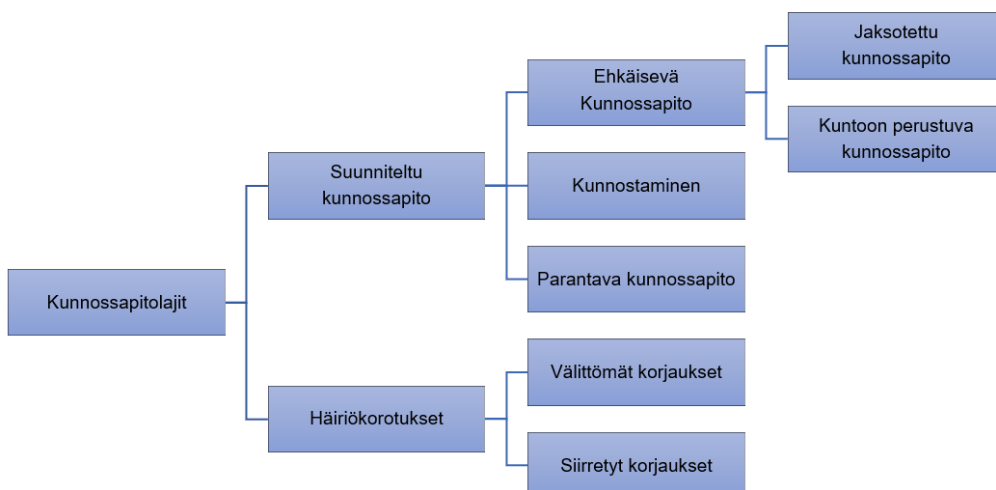 Jaksotettu
kunnossapito
Ehkäisevä
Kunnossapito
Kuntoon perustuva
kunnossapito
Suunniteltu
kunnossapito
Kunnostaminen
Parantava kunnossapito
Kunnossapitolajit
Välittömät korjaukset
Häiriökorotukset
Siirretyt korjaukset